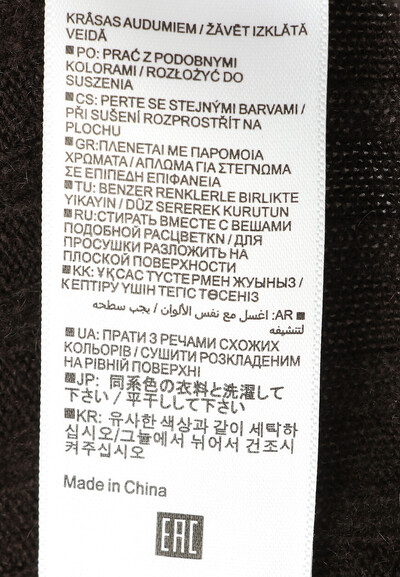 KRĀSAS AUDUMIEM / ŽĀVĒT IZKLĀTĀ
VEIDĀ
PO: PRAĆ Z PODOBNYMI
KOLORAMI / ROZŁOŻYĆ DO
SUSZENIA
CS: PERTE SE STEJNÝMI BARVAMI /
PŘI SUŠENÍ ROZPROSTŘÍT NA
PLOCHU
GR:ΠΛΕΝΕΤΑΙ ΜΕ ΠΑΡΟΜΟΙΑ
ΧΡΩΜΑΤΑ / ΑΠΛΩΜΑ ΓΙΑ ΣΤΕΓΝΩΜΑ
ΣΕ ΕΠΙΠΕΔΗ ΕΠΙΦΑΝΕΙΑ
TU: BENZER RENKLERLE BIRLIKTE
YIKAYIN / DÜZ SEREREK KURUTUN
RU:СТИРАТЬ ВМЕСТЕ С ВЕЩАМИ
ПОДОБНОЙ РАСЦВЕТКN / ДЛЯ
ПРОСУШКИ РАЗЛОЖИТЬ НА
ПЛОСКОЙ ПОВЕРХНОСТИ
KK: ҰҚСАС ТҮСТЕРМЕН ЖУЫНЫЗ /
КЕПТІРУ ҮШІН ТЕГІС ТӨСЕНІЗ
AR: اغسل مع نفس الألوان / يجب سطحه
لتنشيفه
UA: ПРАТИ З РЕЧАМИ СХОЖИХ
КОЛЬОРІВ / СУШИТИ РОЗКЛАДЕНИМ
НА РІВНІЙ ПОВЕРХНІ
JP: 同系色の衣料と洗濯して
下さい / 平干しして下さい
KR: 유사한 색상과 같이 세탁하
십시오/그늘에서 뉘어서 건조시
켜주십시오
Made in China
EAC